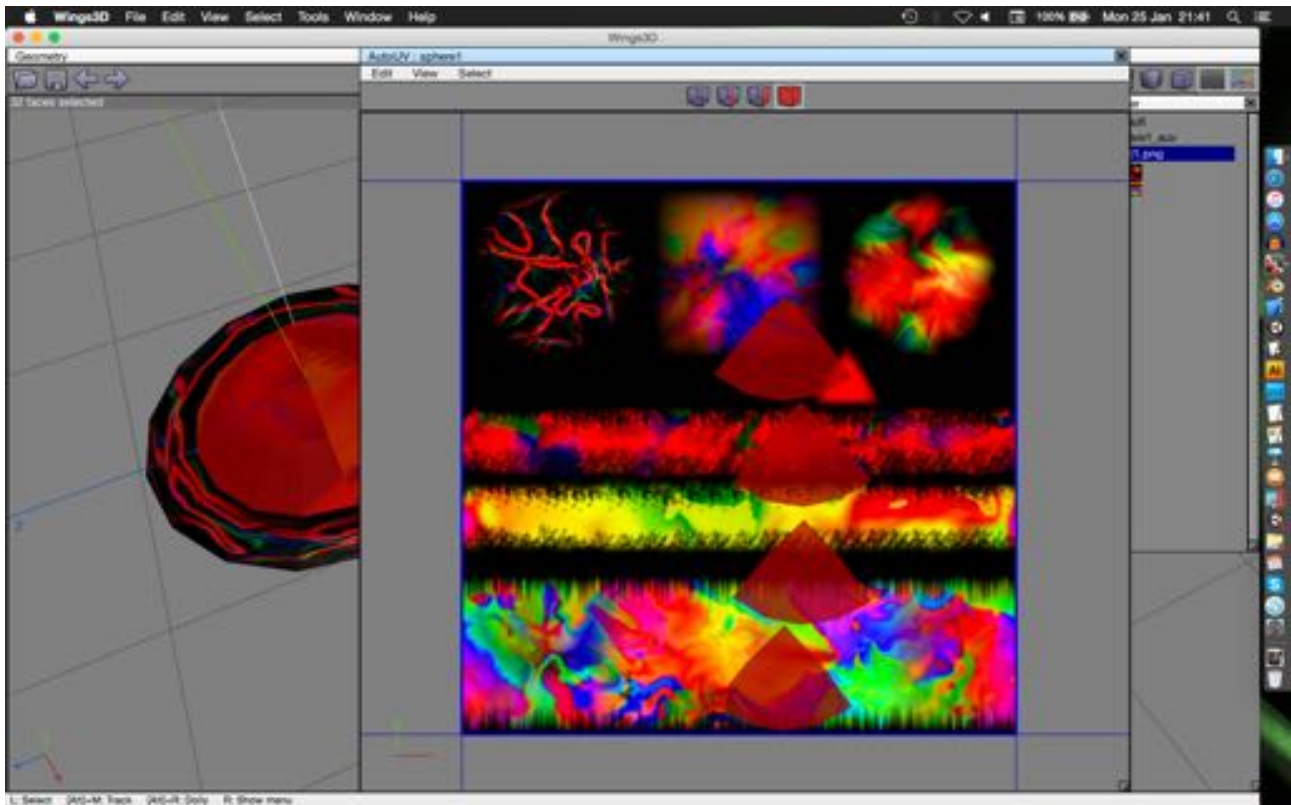 Wings3D File Edit View Select Tools Window Help
100% Mon 25 Jan 21:41
Wings3D
Geometry
AutoUV : sphere1
Edit View Select
32 faces selected
Z
Ai
S
L: Select [Alt]+M: Track [Alt]+R: Dolly R: Show menu